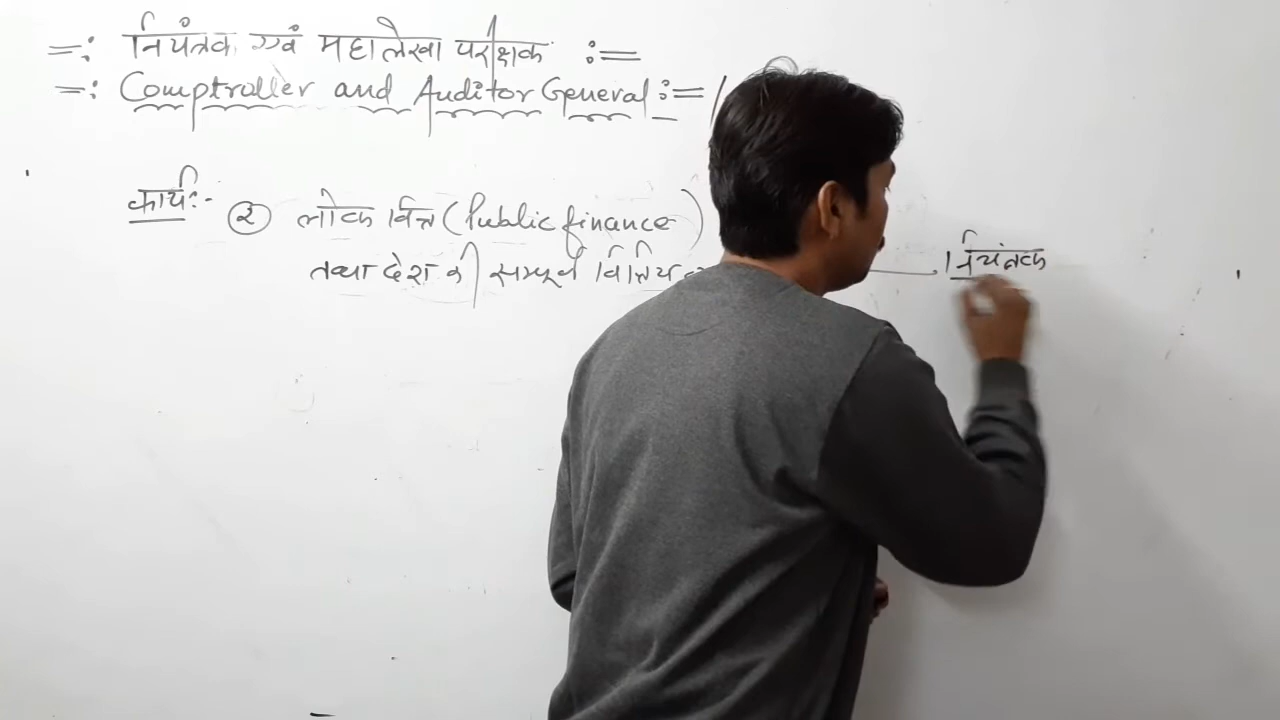 =: नियंत्रक एवं महालेखा परीक्षक :=
=: Comptroller and Auditor General :=
कार्य:- (2) लोक वित्त (Public finance)
तथा देश की सम्पूर्ण वित्तिय
नियंत्रक